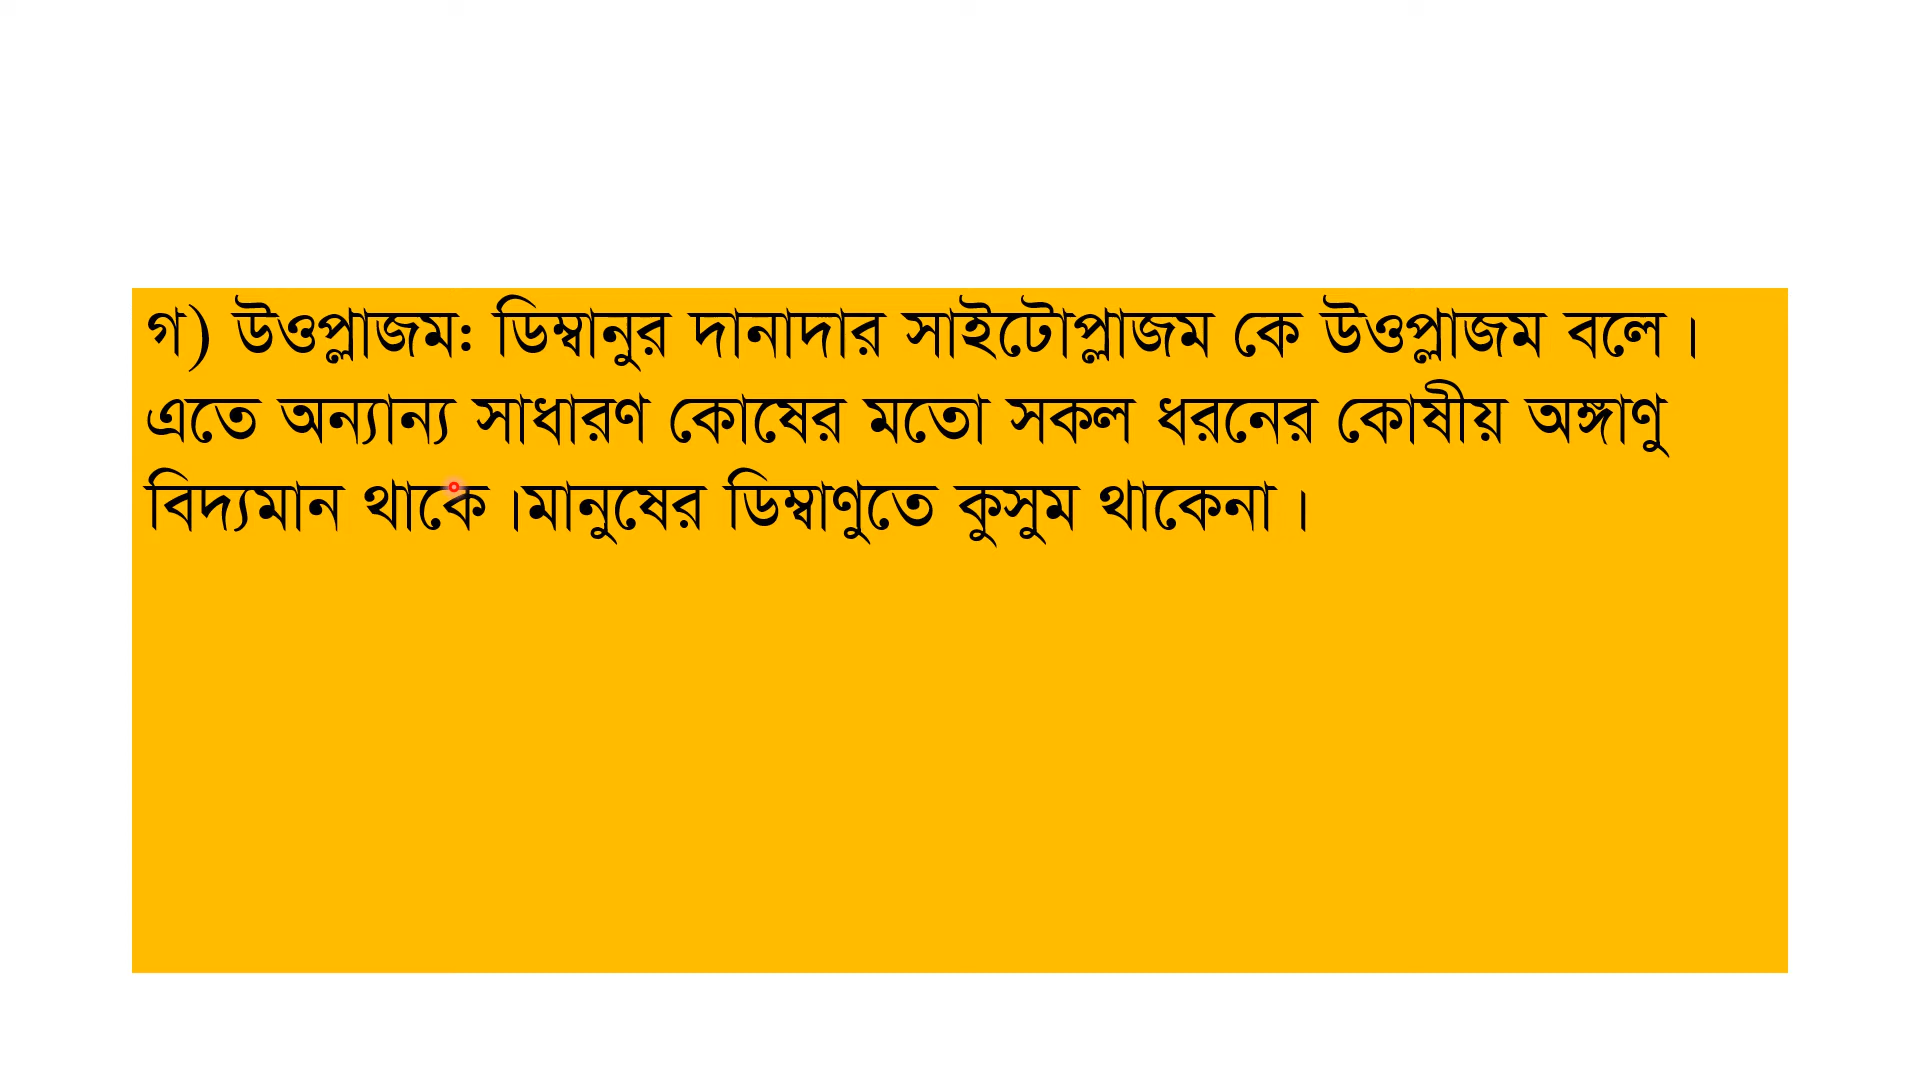 গ) উওপ্লাজম: ডিম্বানুর দানাদার সাইটোপ্লাজম কে উওপ্লাজম বলে।
এতে অন্যান্য সাধারণ কোষের মতো সকল ধরনের কোষীয় অঙ্গাণু
বিদ্যমান থাকে।মানুষের ডিম্বাণুতে কুসুম থাকেনা।